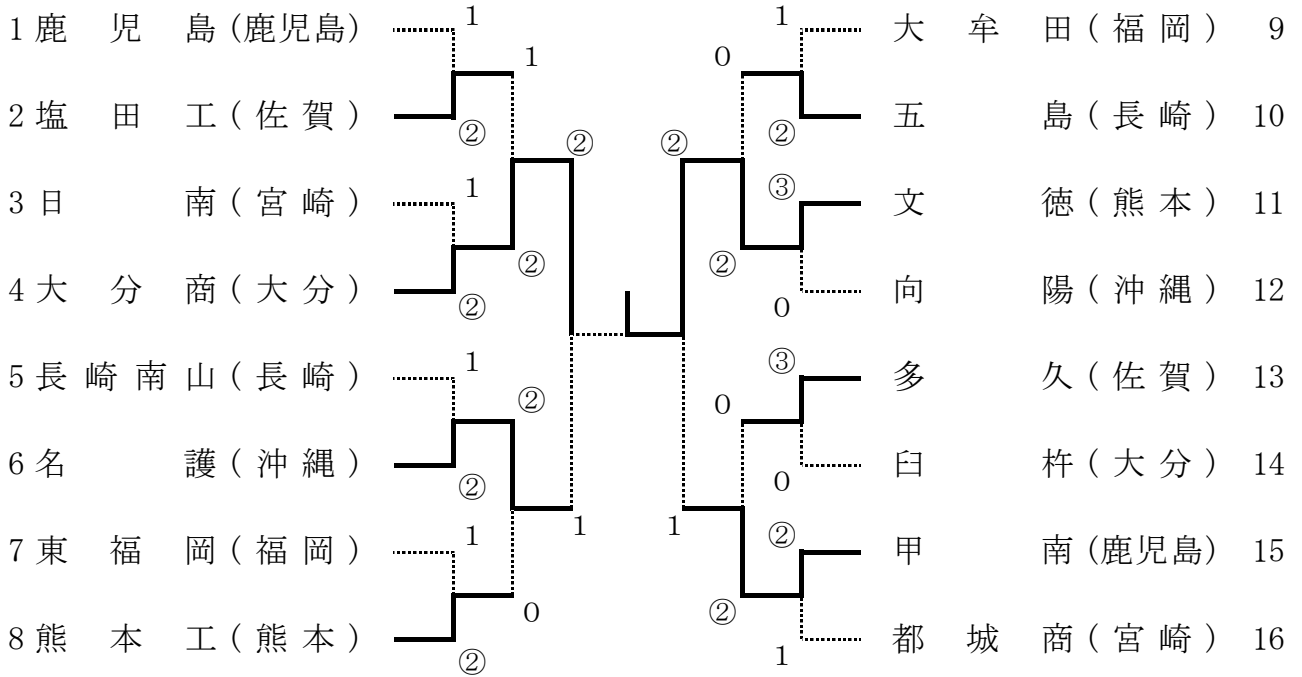 1 鹿児島(鹿児島)
1
1
2 塩田工(佐賀)
②
②
3 日南(宮崎)
1
②
4 大分商(大分)
②
5 長崎南山(長崎)
1
②
6 名護(沖縄)
②
1
7 東福岡(福岡)
1
0
8 熊本工(熊本)
②
1
大牟田(福岡) 9
0
②
五島(長崎) 10
②
③
文徳(熊本) 11
②
0
向陽(沖縄) 12
③
多久(佐賀) 13
0
0
臼杵(大分) 14
1
②
甲南(鹿児島) 15
②
1
都城商(宮崎) 16